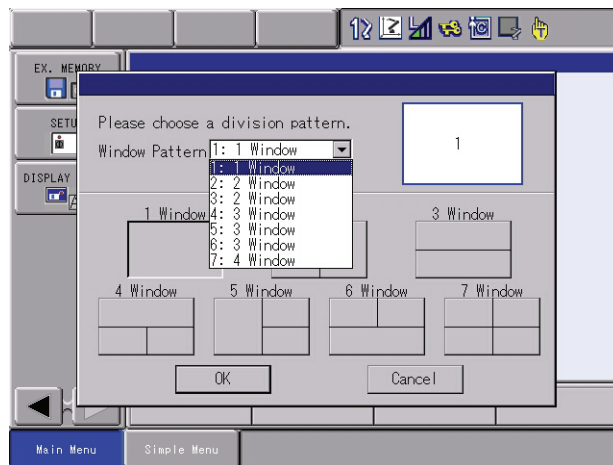 EX. MEMORY
SETU
DISPLAY
Please choose a division pattern.
Window Pattern 1: 1 Window
1
1: 1 Window
2: 2 Window
3: 2 Window
4: 3 Window
5: 3 Window
6: 3 Window
7: 4 Window
1 Window
3 Window
4 Window
5 Window
6 Window
7 Window
OK
Cancel
Main Menu
Simple Menu